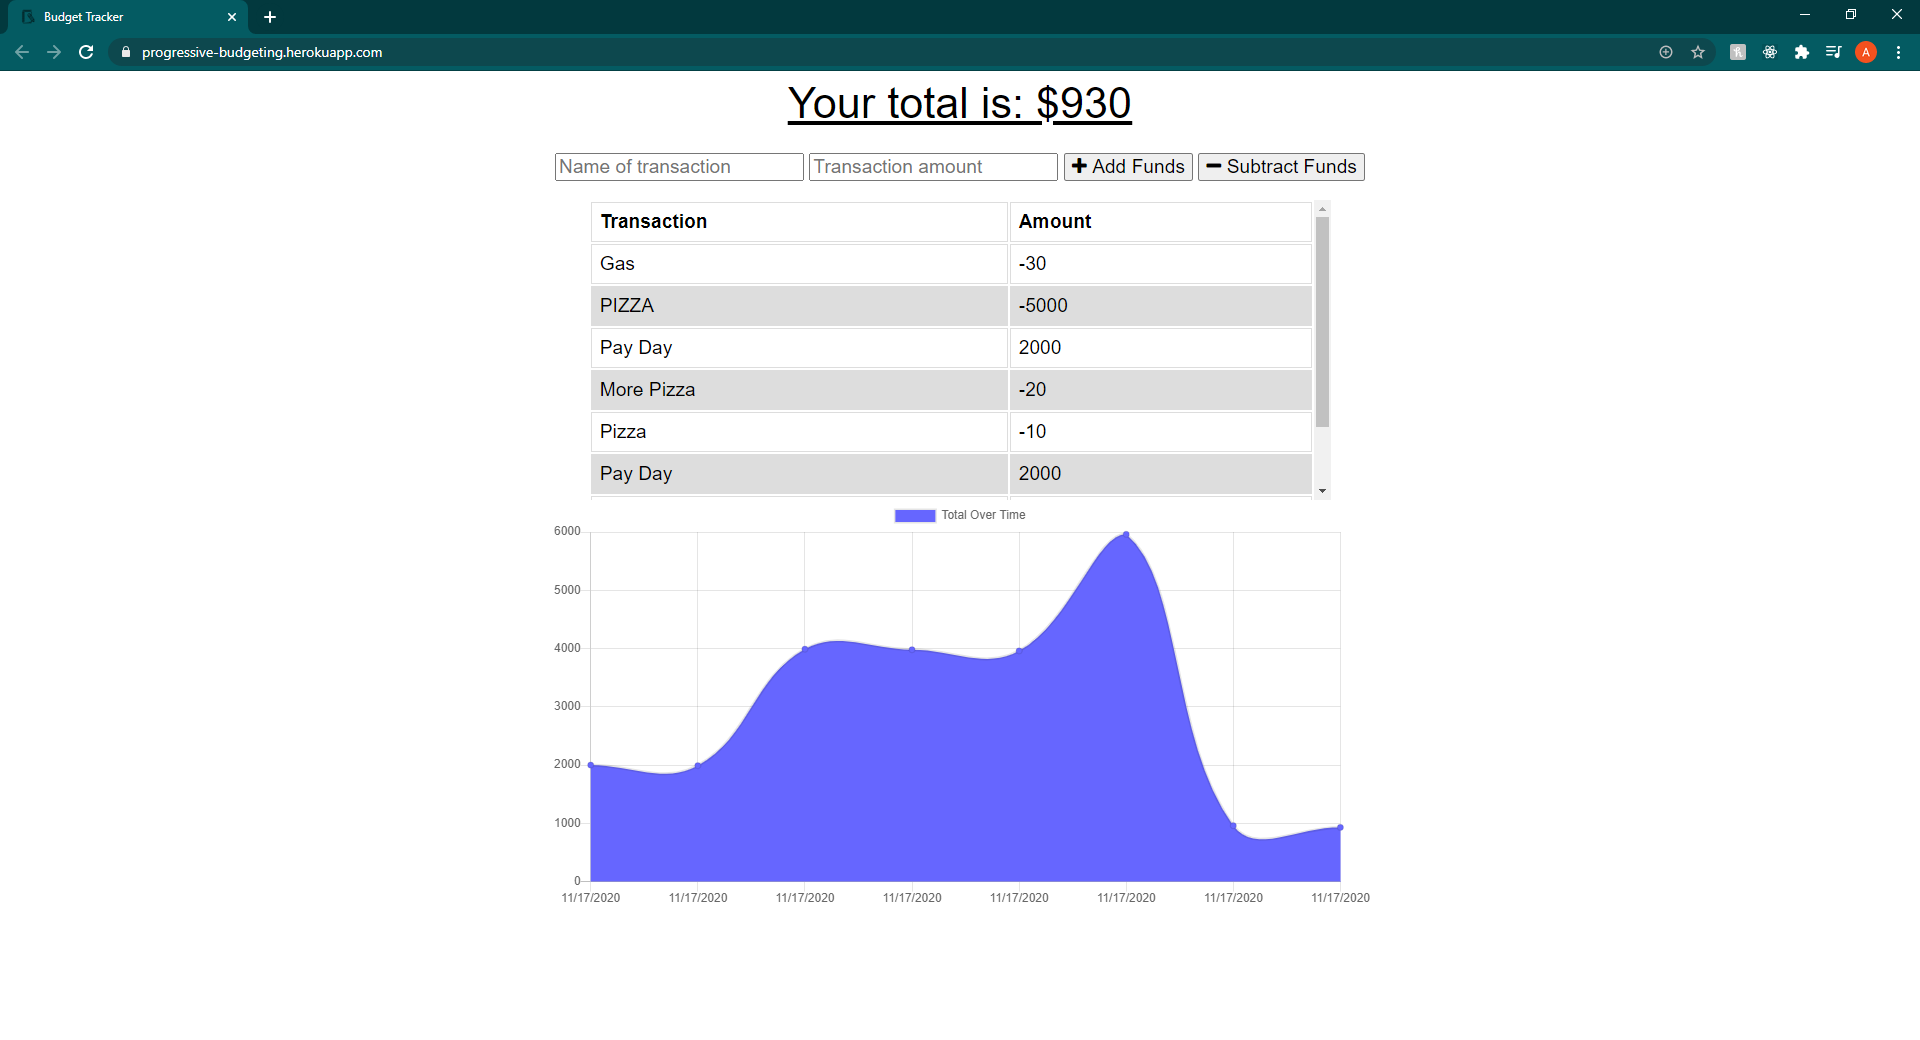 Budget Tracker
progressive-budgeting.herokuapp.com
A
Your total is: $930
Name of transaction Transaction amount Add Funds Subtract Funds
Transaction Amount
Gas -30
PIZZA -5000
Pay Day 2000
More Pizza -20
Pizza -10
Pay Day 2000
Total Over Time
6000
5000
4000
3000
2000
1000
0
11/17/2020 11/17/2020 11/17/2020 11/17/2020 11/17/2020 11/17/2020 11/17/2020 11/17/2020